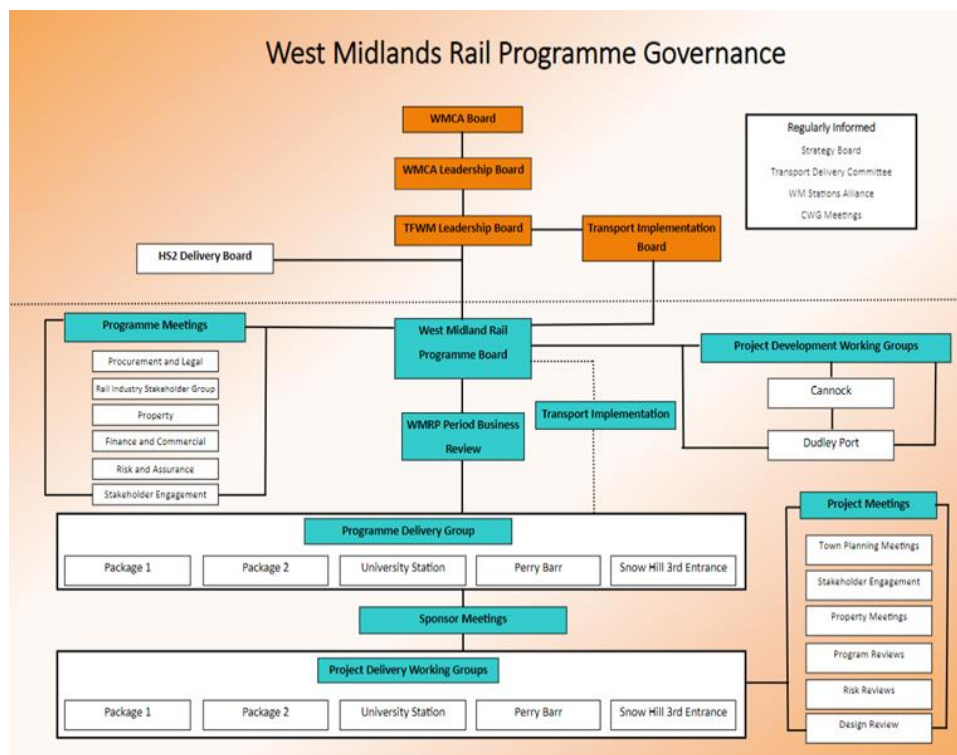 West Midlands Rail Programme Governance
WMCA Board
WMCA Leadership Board
TFWM Leadership Board
Transport Implementation
Board
HS2 Delivery Board
Regularly Informed
Strategy Board
Transport Delivery Committee
WM Stations Alliance
CWG Meetings
Programme Meetings
Procurement and Legal
Rail Industry Stakeholder Group
Property
Finance and Commercial
Risk and Assurance
Stakeholder Engagement
West Midland Rail
Programme Board
WMRP Period Business
Review
Transport Implementation
Project Development Working Groups
Cannock
Dudley Port
Programme Delivery Group
Package 1
Package 2
University Station
Perry Barr
Snow Hill 3rd Entrance
Sponsor Meetings
Project Delivery Working Groups
Package 1
Package 2
University Station
Perry Barr
Snow Hill 3rd Entrance
Project Meetings
Town Planning Meetings
Stakeholder Engagement
Property Meetings
Program Reviews
Risk Reviews
Design Review